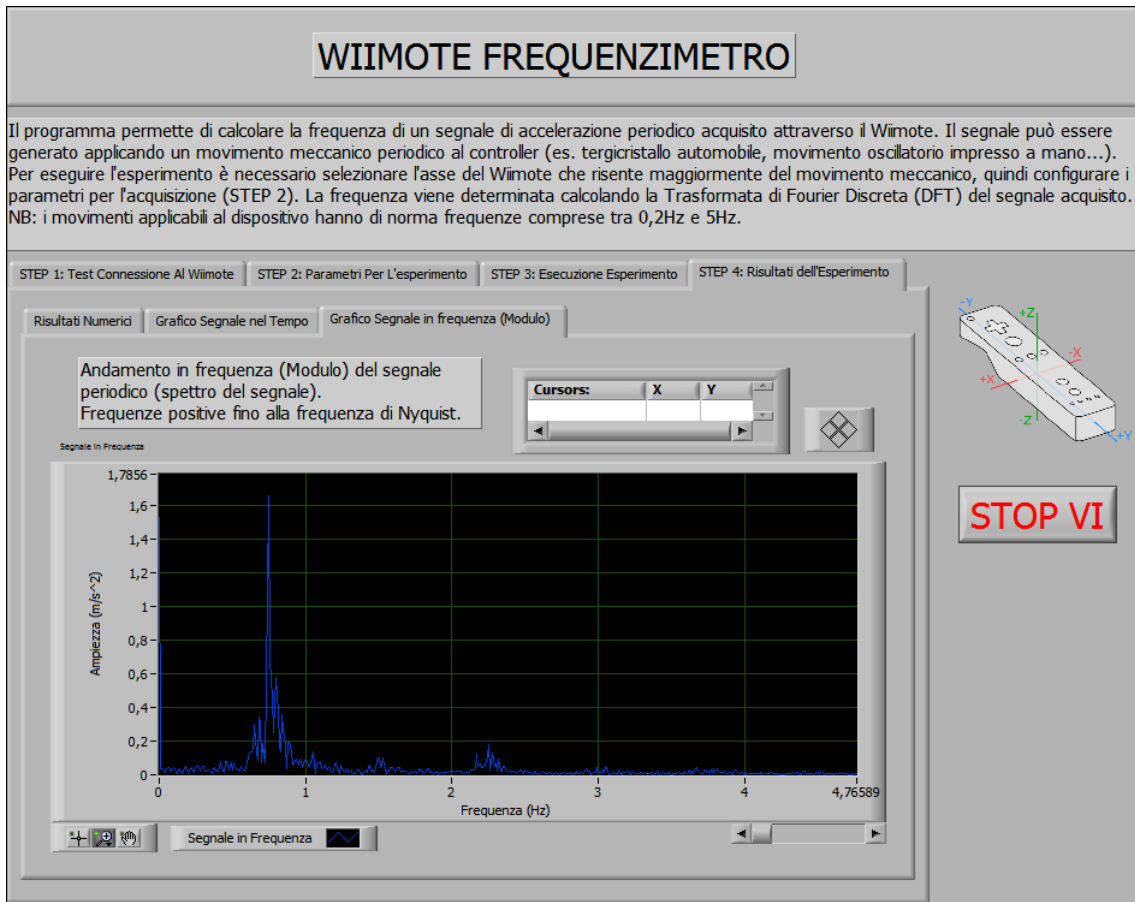 WIIMOTE FREQUENZIMETRO
Il programma permette di calcolare la frequenza di un segnale di accelerazione periodico acquisito attraverso il Wiimote. Il segnale può essere
generato applicando un movimento meccanico periodico al controller (es. tergicristallo automobile, movimento oscillatorio impresso a mano...).
Per eseguire l'esperimento è necessario selezionare l'asse del Wiimote che risente maggiormente del movimento meccanico, quindi configurare i
parametri per l'acquisizione (STEP 2). La frequenza viene determinata calcolando la Trasformata di Fourier Discreta (DFT) del segnale acquisito.
NB: i movimenti applicabili al dispositivo hanno di norma frequenze comprese tra 0,2Hz e 5Hz.
STEP 1: Test Connessione Al Wiimote
STEP 2: Parametri Per L'esperimento
STEP 3: Esecuzione Esperimento
STEP 4: Risultati dell'Esperimento
Risultati Numerici
Grafico Segnale nel Tempo
Grafico Segnale in frequenza (Modulo)
Andamento in frequenza (Modulo) del segnale
periodico (spettro del segnale).
Frequenze positive fino alla frequenza di Nyquist.
Cursors:
X
Y
Segnale in Frequenza
1,7856
1,6
1,4
1,2
1
0,8
0,6
0,4
0,2
0
Ampiezza (m/s^2)
0
1
2
3
4
4,76589
Frequenza (Hz)
Segnale in Frequenza
-Y
+Z
-X
+X
-Z
+Y
STOP VI